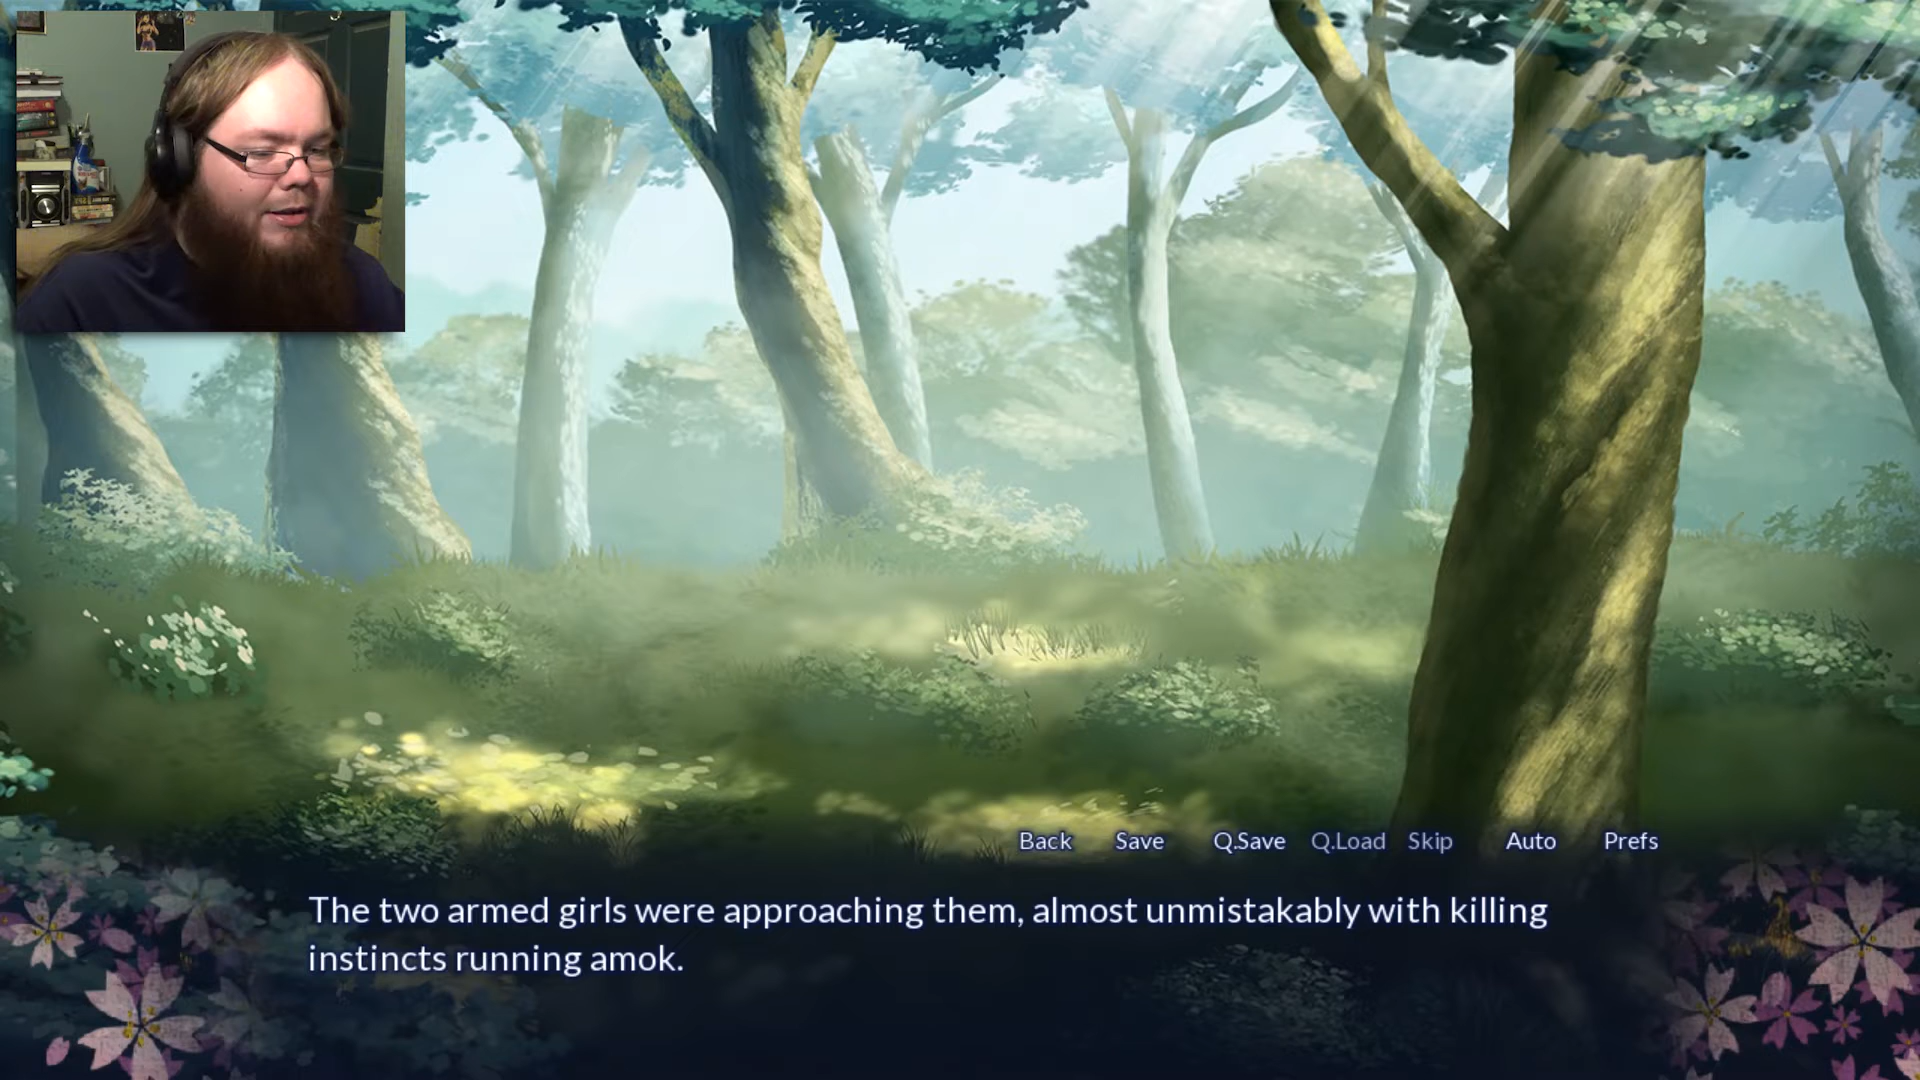 Back Save Q.Save Q.Load Skip Auto Prefs
The two armed girls were approaching them, almost unmistakably with killing
instincts running amok.